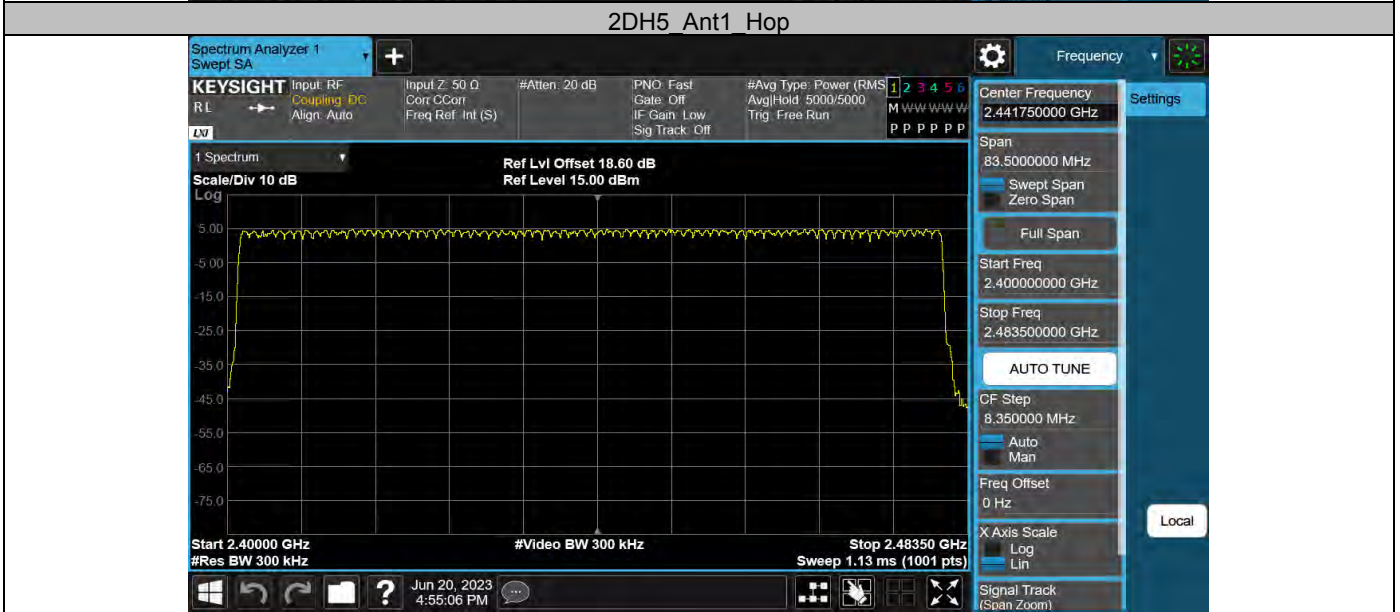 2DH5_Ant1_Hop
Spectrum Analyzer 1
Swept SA
Frequency
KEYSIGHT
RL
LXI
Input: RF
Coupling: DC
Align: Auto
Input Z: 50 Ω
Corr CCorr
Freq Ref: Int (S)
#Atten: 20 dB
PNO: Fast
Gate: Off
IF Gain: Low
Sig Track: Off
#Avg Type: Power (RMS
Avg|Hold: 5000/5000
Trig: Free Run
1 2 3 4 5 6
M W W W W W
P P P P P P
Center Frequency
2.441750000 GHz
Settings
Span
83.5000000 MHz
Swept Span
Zero Span
Full Span
Start Freq
2.400000000 GHz
Stop Freq
2.483500000 GHz
AUTO TUNE
CF Step
8.350000 MHz
Auto
Man
Freq Offset
0 Hz
X Axis Scale
Log
Lin
Signal Track
(Span Zoom)
Local
1 Spectrum
Scale/Div 10 dB
Log
Ref Lvl Offset 18.60 dB
Ref Level 15.00 dBm
5.00
-5.00
-15.0
-25.0
-35.0
-45.0
-55.0
-65.0
-75.0
Start 2.40000 GHz
#Res BW 300 kHz
#Video BW 300 kHz
Stop 2.48350 GHz
Sweep 1.13 ms (1001 pts)
?
Jun 20, 2023
4:55:06 PM